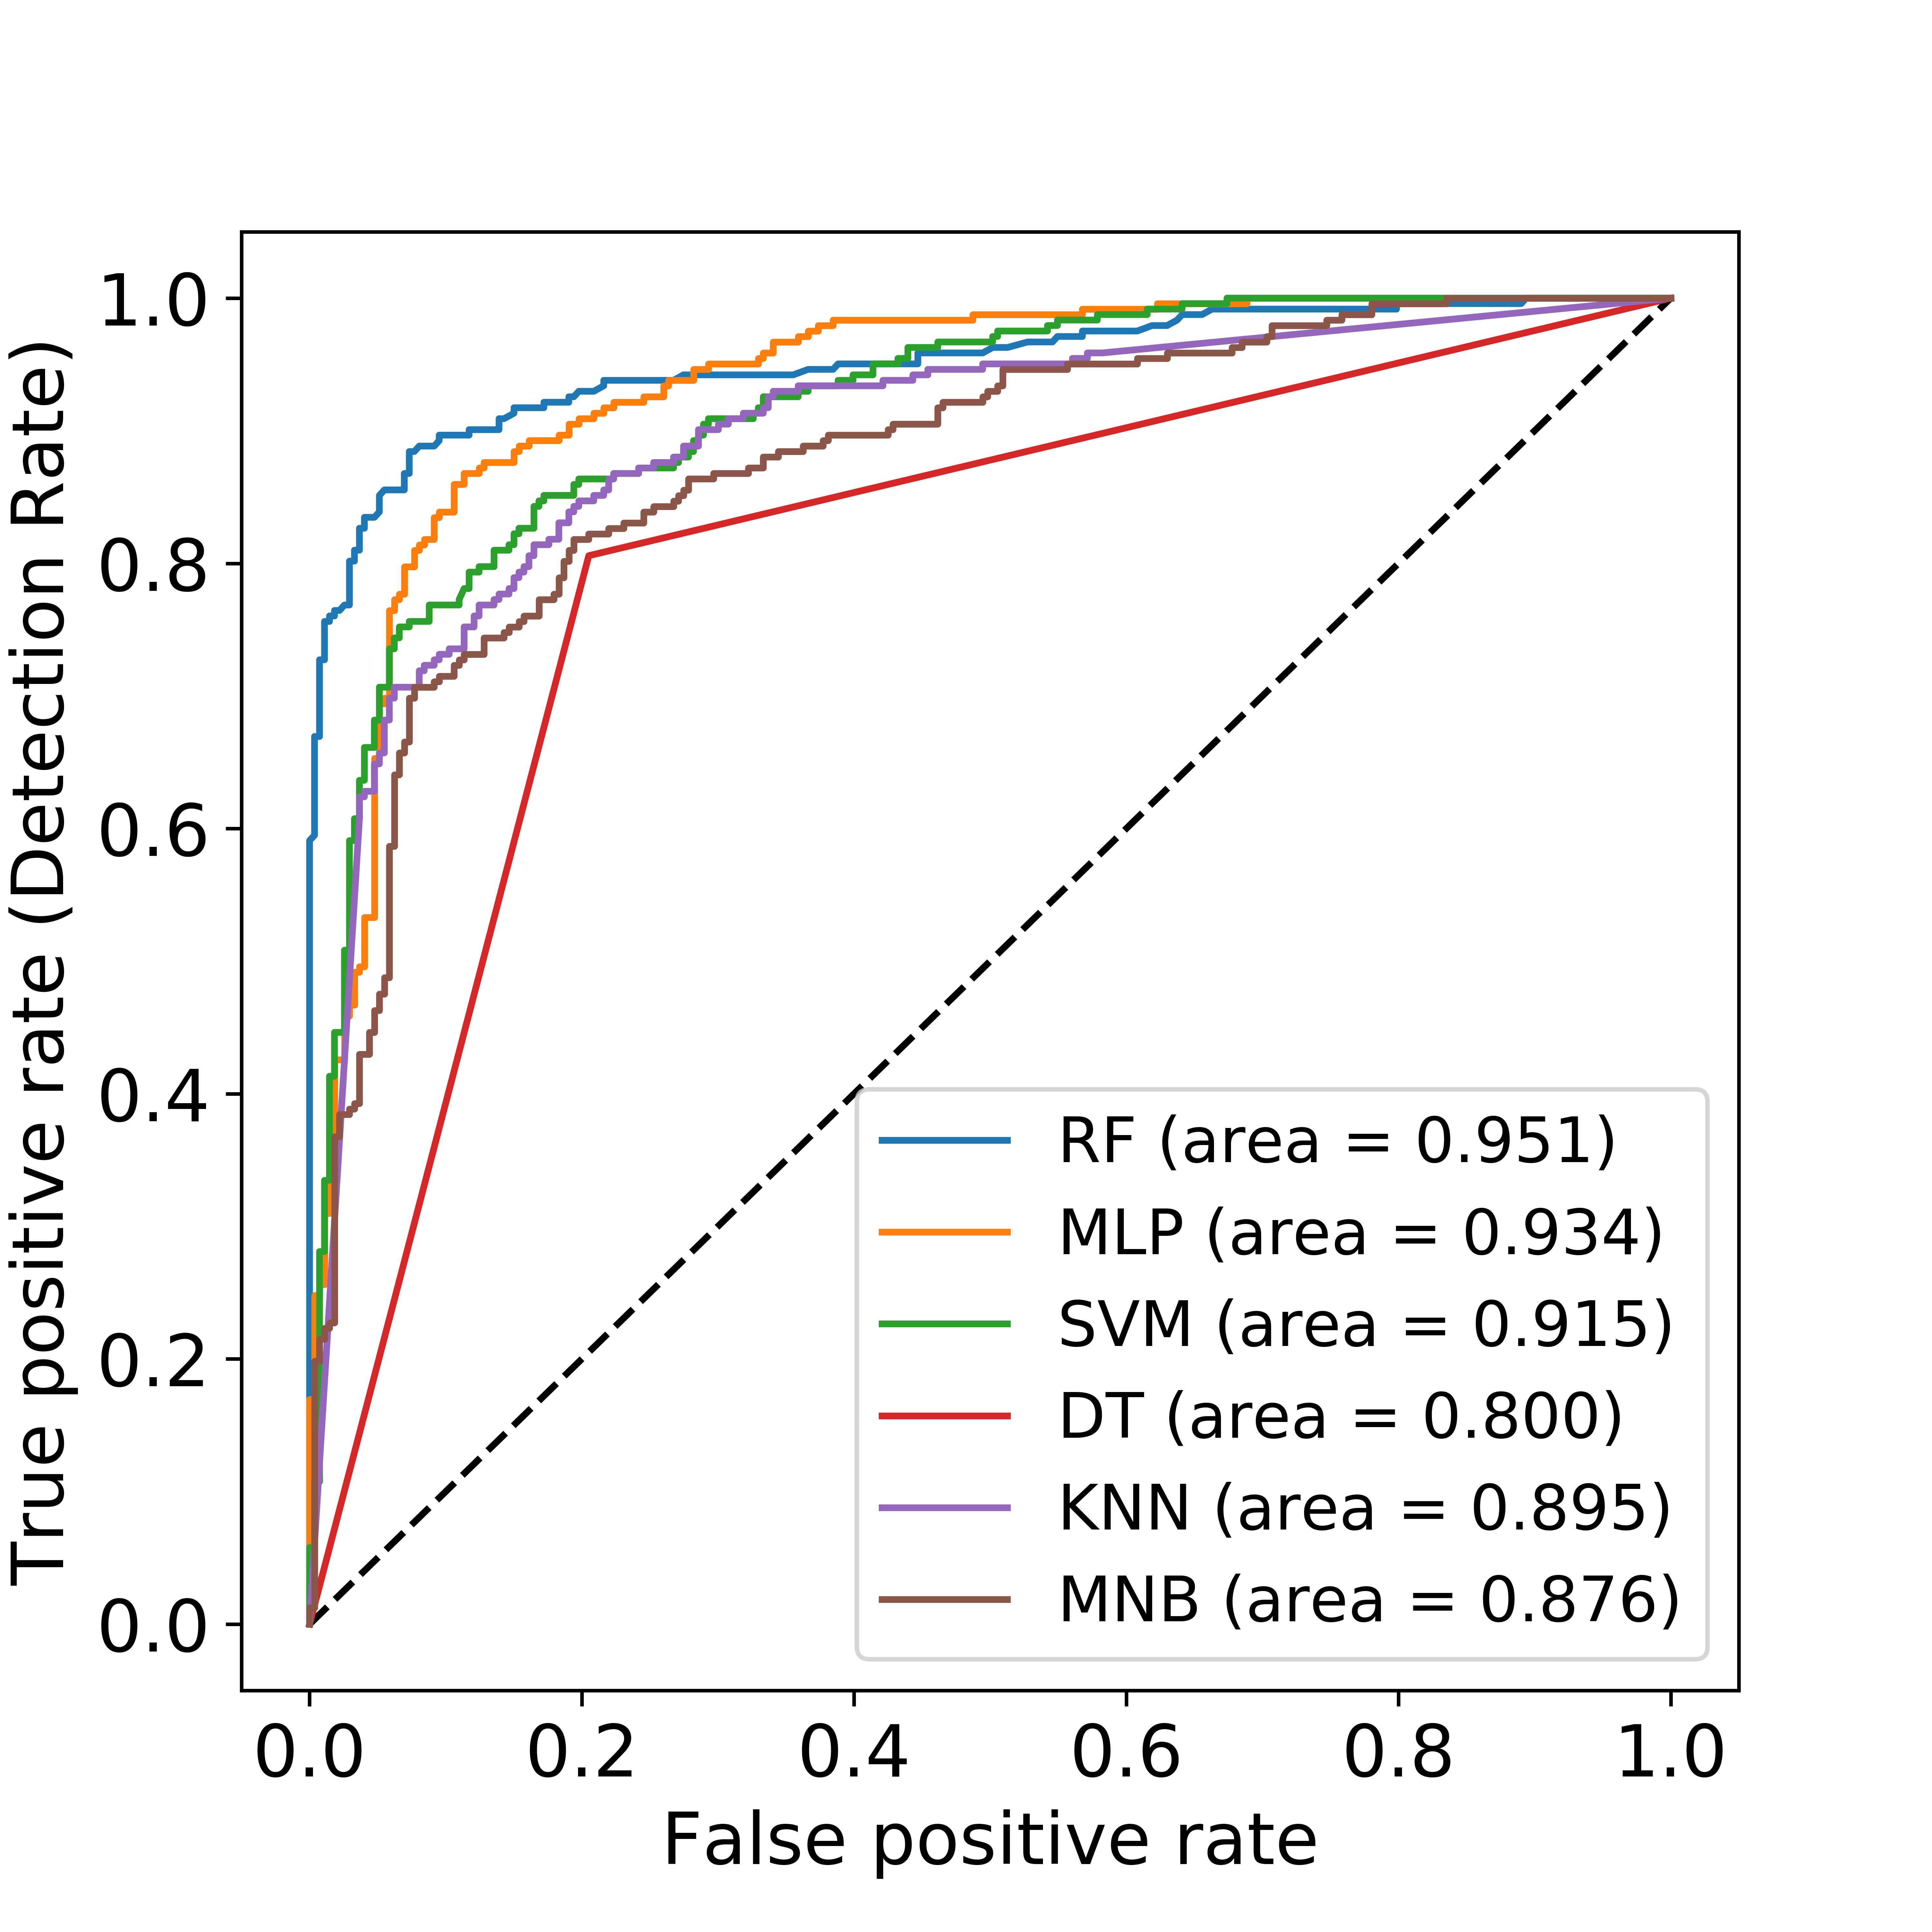 True positive rate (Detection Rate)
1.0
0.8
0.6
0.4
0.2
0.0
RF (area = 0.951)
MLP (area = 0.934)
SVM (area = 0.915)
DT (area = 0.800)
KNN (area = 0.895)
MNB (area = 0.876)
0.0 0.2 0.4 0.6 0.8 1.0
False positive rate